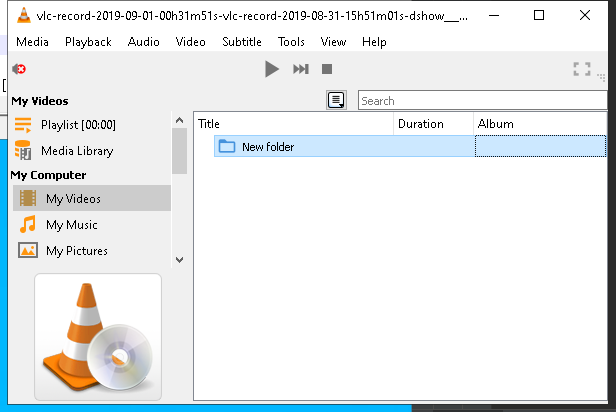 vlc-record-2019-09-01-00h31m51s-vlc-record-2019-08-31-15h51m01s-dshow__...
Media Playback Audio Video Subtitle Tools View Help
My Videos
Search
Playlist [00:00]
Media Library
My Computer
My Videos
My Music
My Pictures
Title Duration Album
New folder